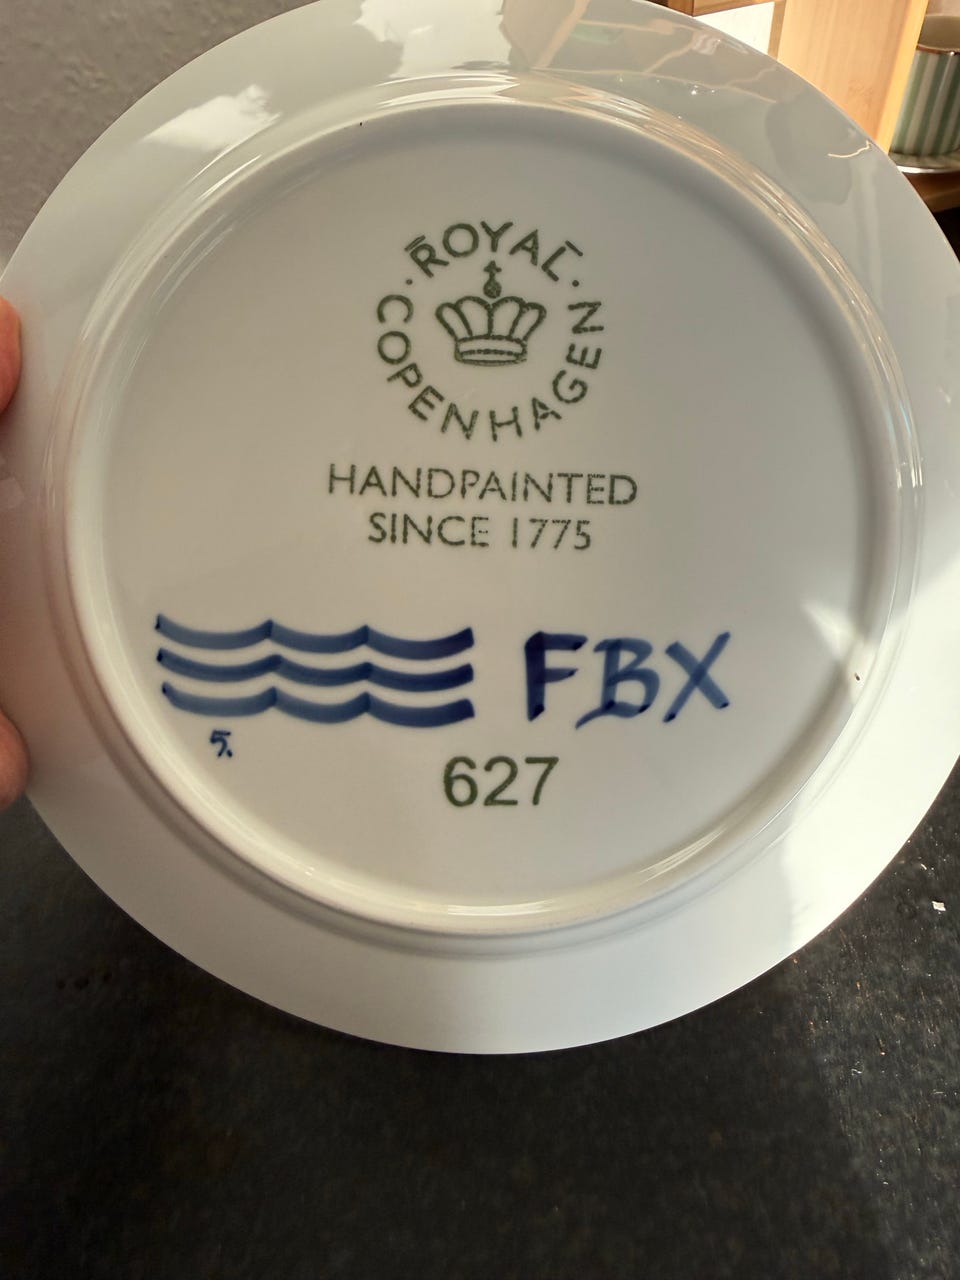 ROYAL
COPENHAGEN
HANDPAINTED
SINCE 1775
FBX
5.
627